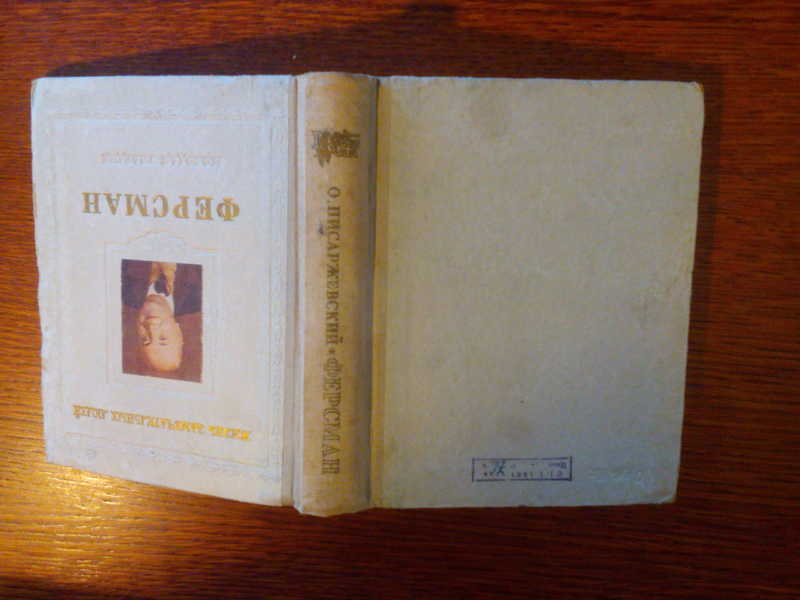 ЖИЗНЬ ЗАМЕЧАТЕЛЬНЫХ ЛЮДЕЙ
ФЕРСМАН
МОЛОДАЯ ГВАРДИЯ
О. ПИСАРЖЕВСКИЙ • ФЕРСМАН